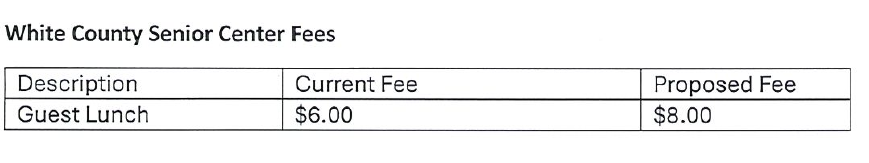 White County Senior Center Fees
Description Current Fee Proposed Fee
Guest Lunch $6.00 $8.00